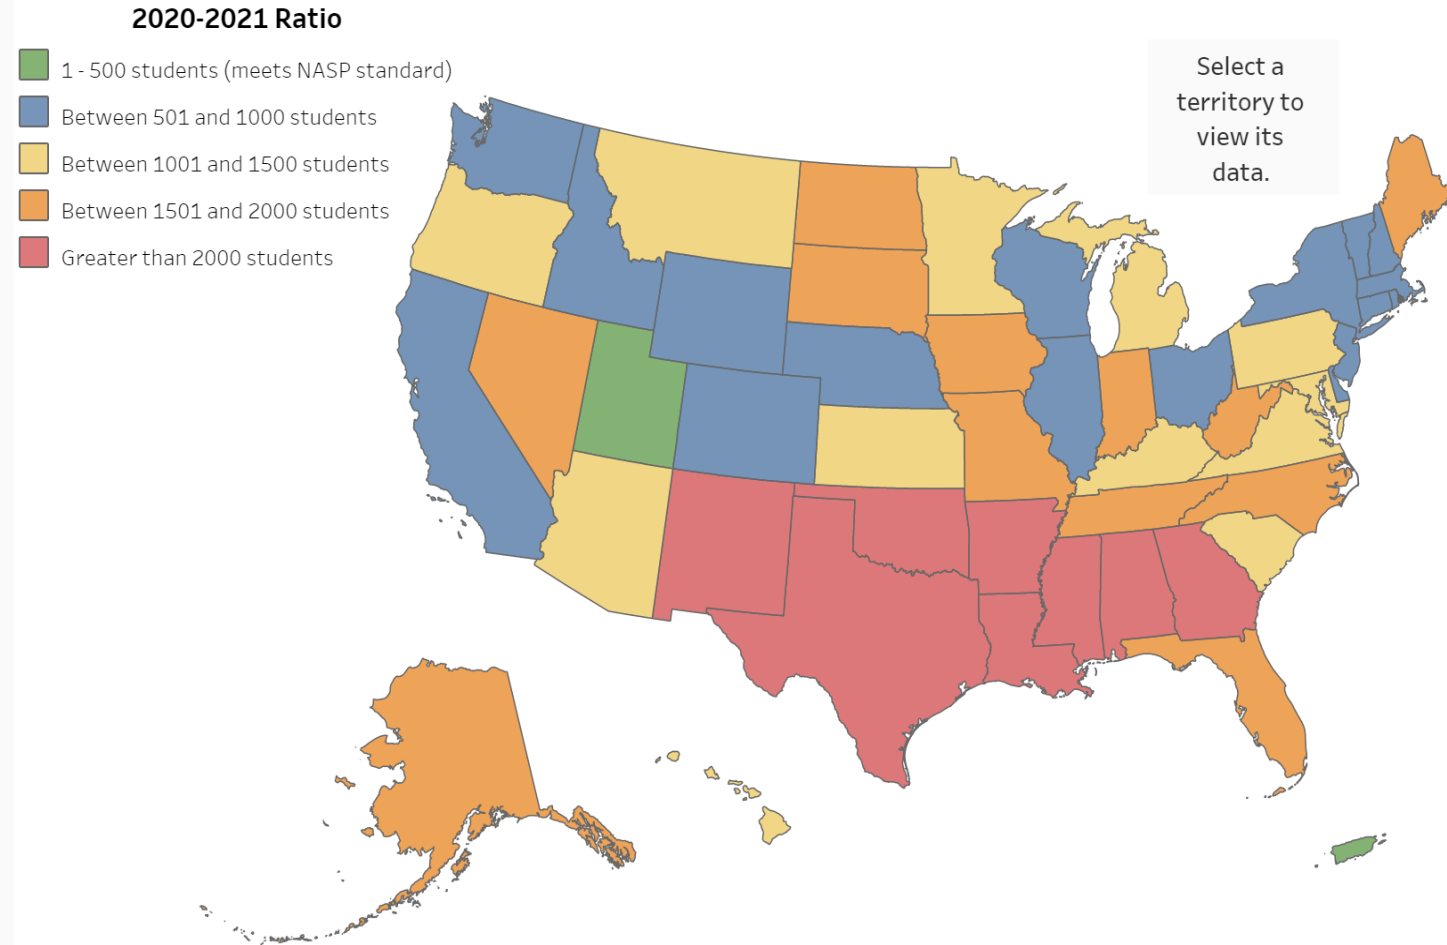 2020-2021 Ratio
1 - 500 students (meets NASP standard)
Between 501 and 1000 students
Between 1001 and 1500 students
Between 1501 and 2000 students
Greater than 2000 students
Select a
territory to
view its
data.